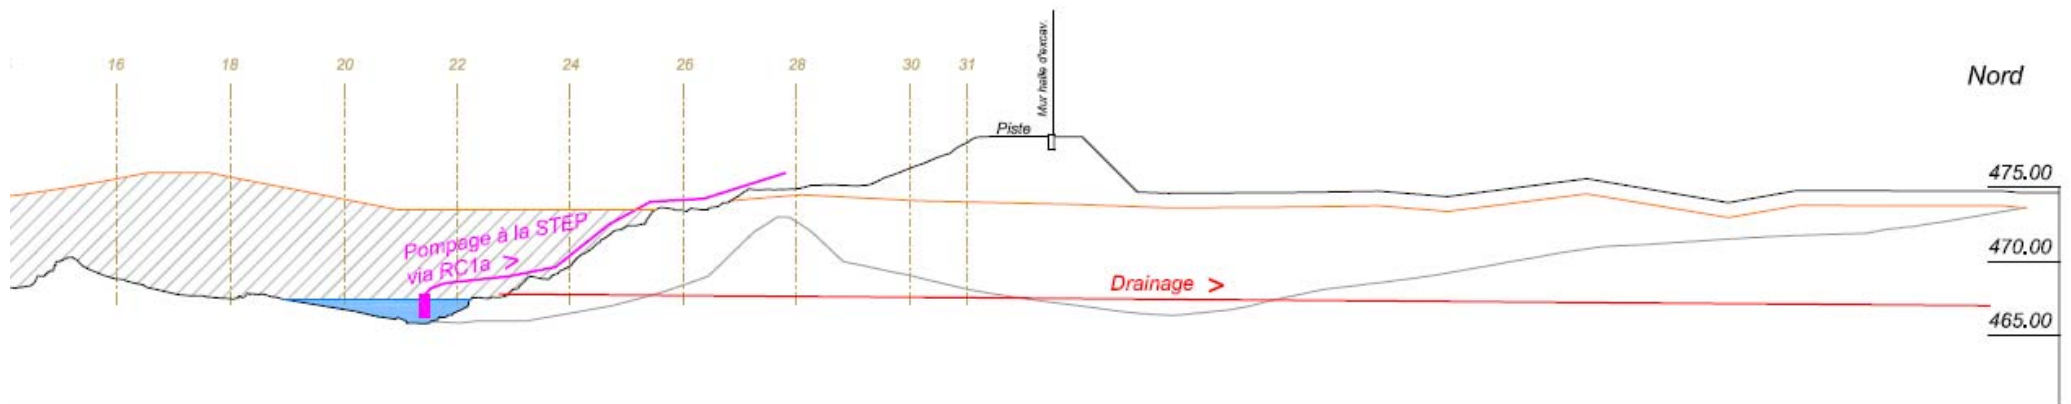 16
18
20
22
24
26
28
30
31
Mur halle d'excav.
Nord
Piste
475.00
Pompage à la STEP
via RC1a >
470.00
Drainage >
465.00